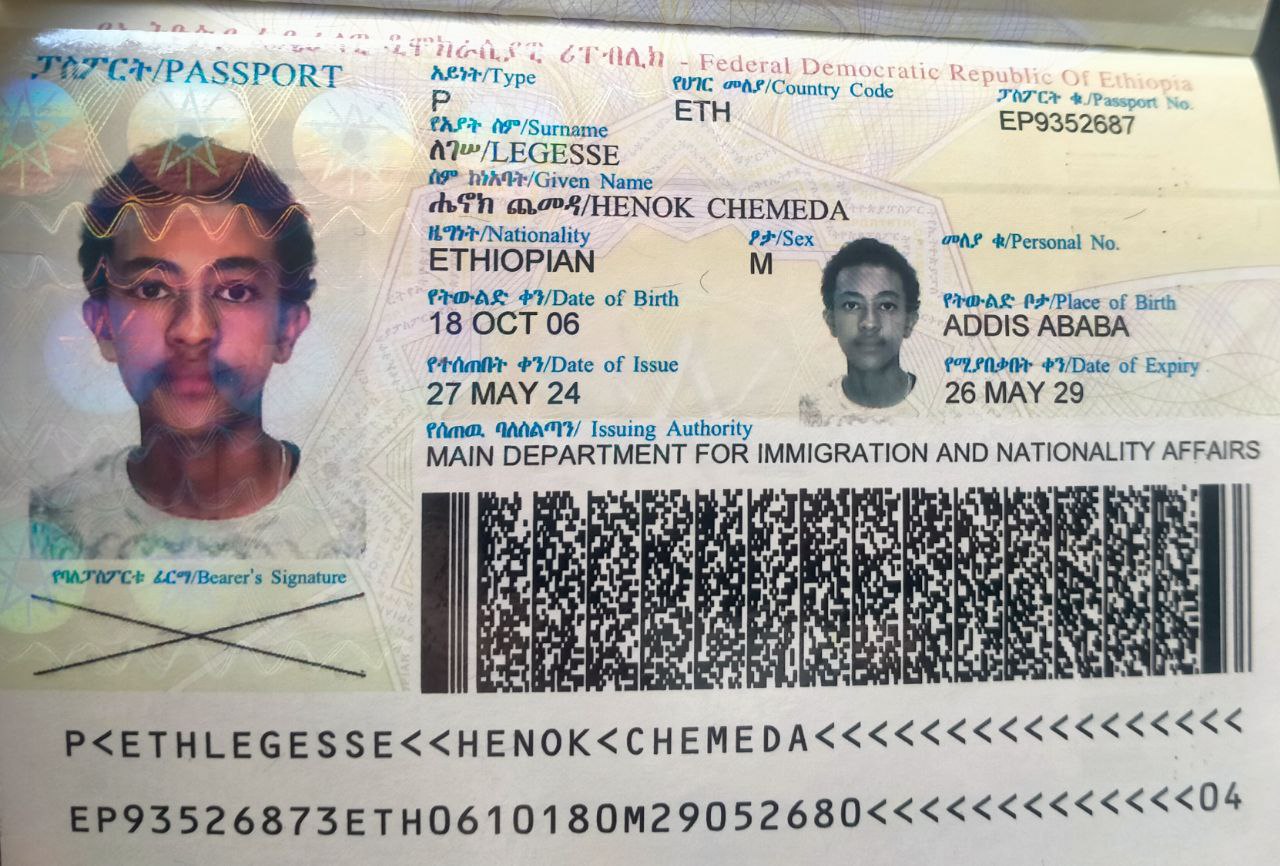 የኢትዮጵያ ፌዴራላዊ ዲሞክራሲያዊ ሪፐብሊክ - Federal Democratic Republic Of Ethiopia
ፓስፖርት/PASSPORT
አይነት/Type
P
የሀገር መለያ/Country Code
ETH
ፓስፖርት ቁ./Passport No.
EP9352687
የአያት ስም/Surname
ለገሠ/LEGESSE
ስም ከነአባት/Given Name
ሔኖክ ጨመዳ/HENOK CHEMEDA
ዜግነት/Nationality
ETHIOPIAN
ፆታ/Sex
M
መለያ ቁ/Personal No.
የትውልድ ቀን/Date of Birth
18 OCT 06
የትውልድ ቦታ/Place of Birth
ADDIS ABABA
የተሰጠበት ቀን/Date of Issue
27 MAY 24
የሚያበቃበት ቀን/Date of Expiry
26 MAY 29
የሰጠዉ ባለስልጣን/ Issuing Authority
MAIN DEPARTMENT FOR IMMIGRATION AND NATIONALITY AFFAIRS
የባለፓስፖርቱ ፊርማ/Bearer's Signature
P<ETHLEGESSE<<HENOK<CHEMEDA<<<<<<<<<<<<<<<<<
EP93526873ETH0610180M29052680<<<<<<<<<<<<<04